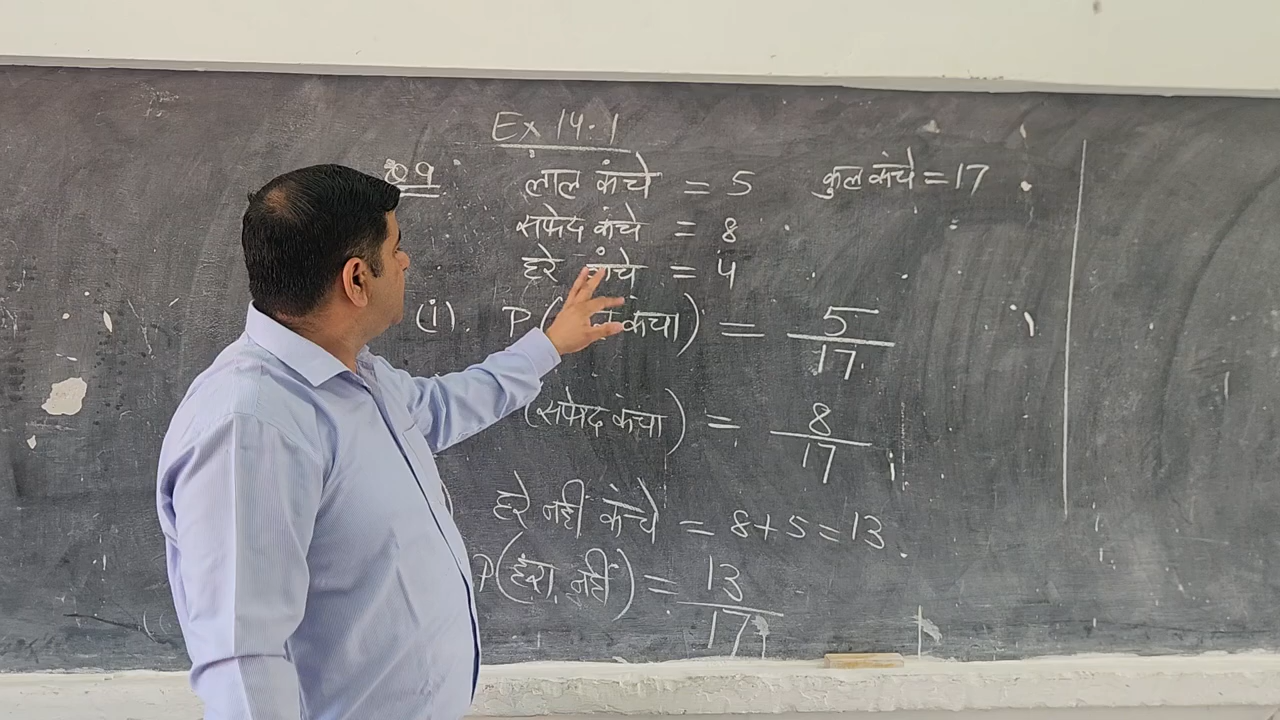 Ex 14.1
Q9 लाल कंचे = 5 कुल कंचे = 17
सफेद कंचे = 8
हरे कंचे = 4
(i). P( कंचा) = 5/17
(सफेद कंचा) = 8/17
हरे नहीं कंचे = 8+5=13
P(हरा नहीं) = 13/17